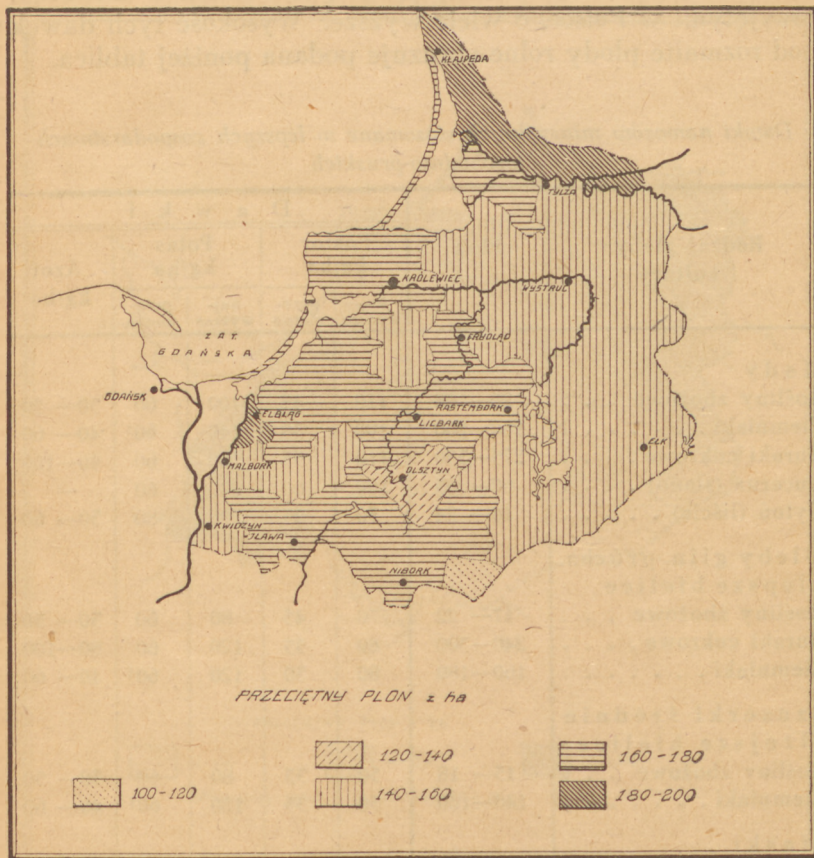 KŁAJPEDA
TYLŻA
KRÓLEWIEC
WYSTRUĆ
ZAT.
GDAŃSKA
FRYDLĄD
GDAŃSK
ELBLĄG
RASTEMBORK
LICBARK
MALBORK
EŁK
OLSZTYN
KWIDZYN
IŁAWA
NIBORK
PRZECIĘTNY PLON z ha
120-140
160-180
100-120
140-160
180-200